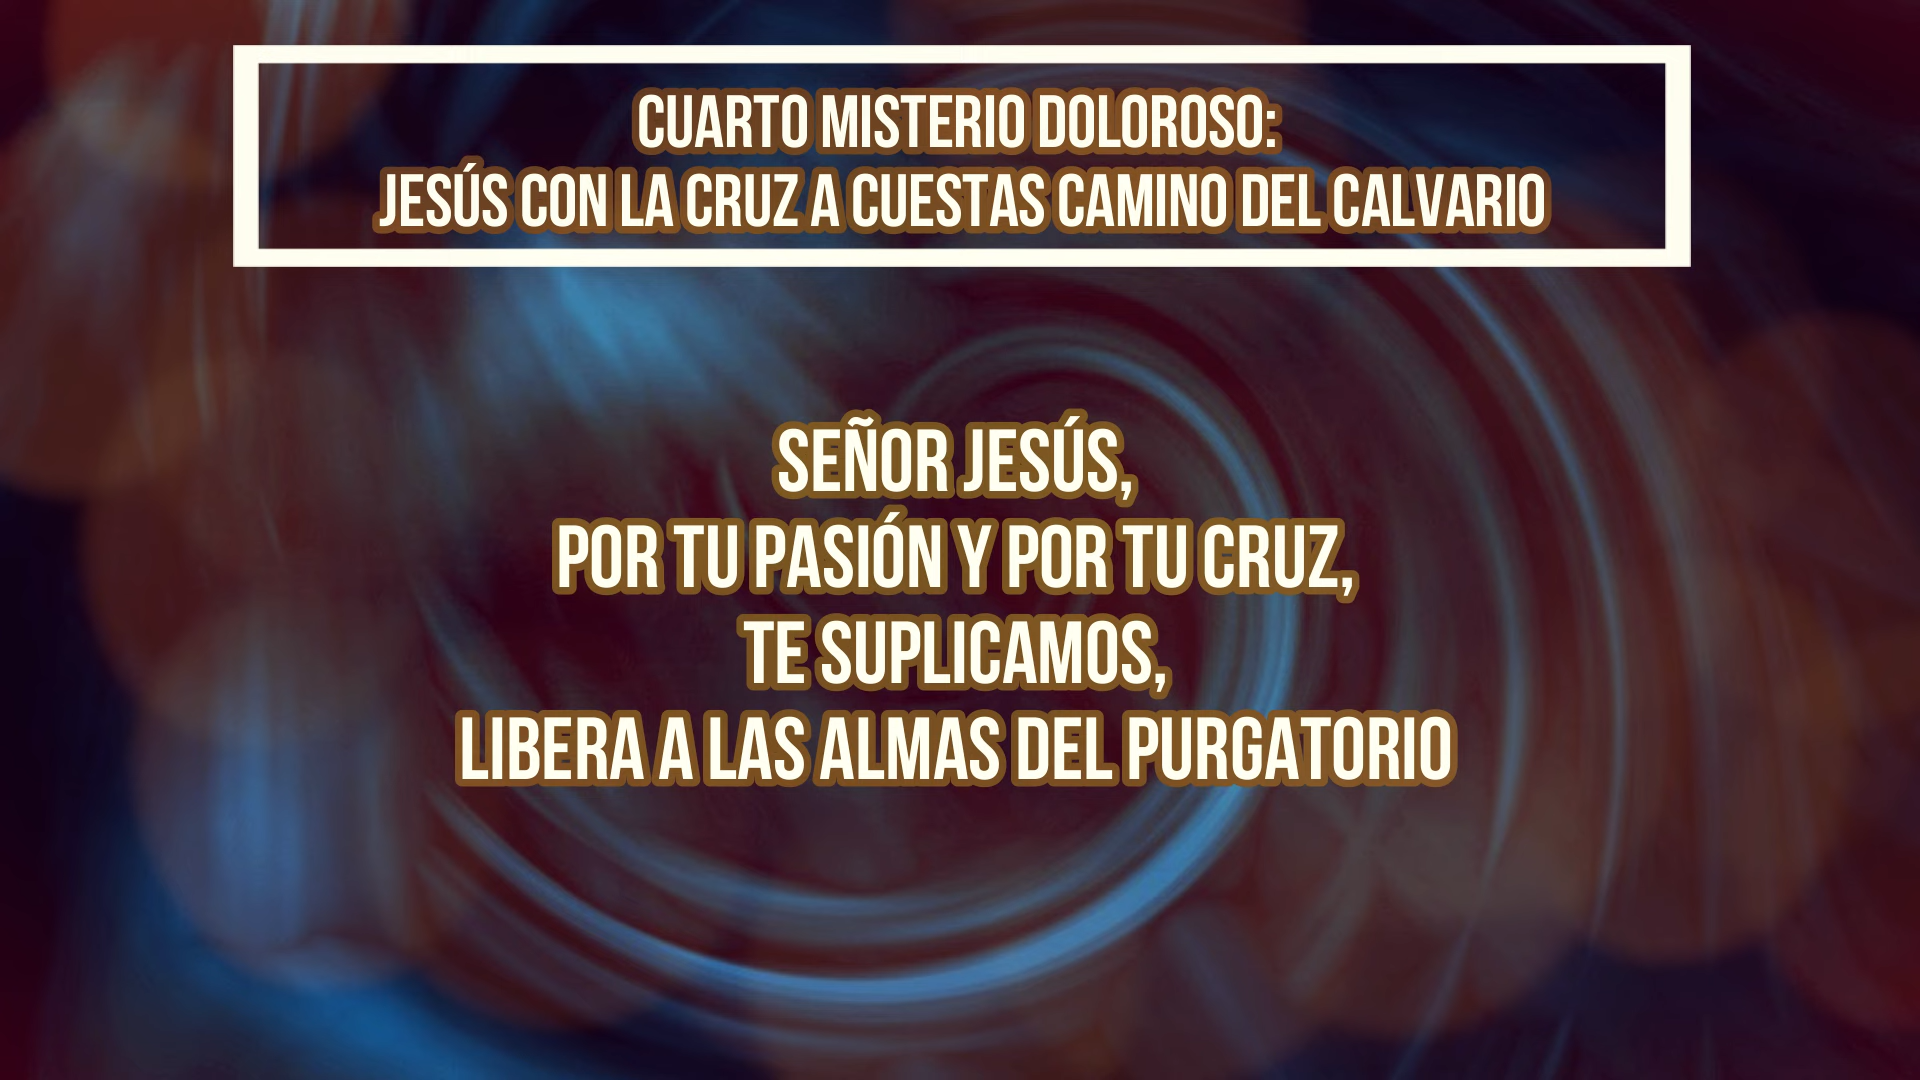 CUARTO MISTERIO DOLOROSO:
JESÚS CON LA CRUZ A CUESTAS CAMINO DEL CALVARIO
SEÑOR JESÚS,
POR TU PASIÓN Y POR TU CRUZ,
TE SUPLICAMOS,
LIBERA A LAS ALMAS DEL PURGATORIO